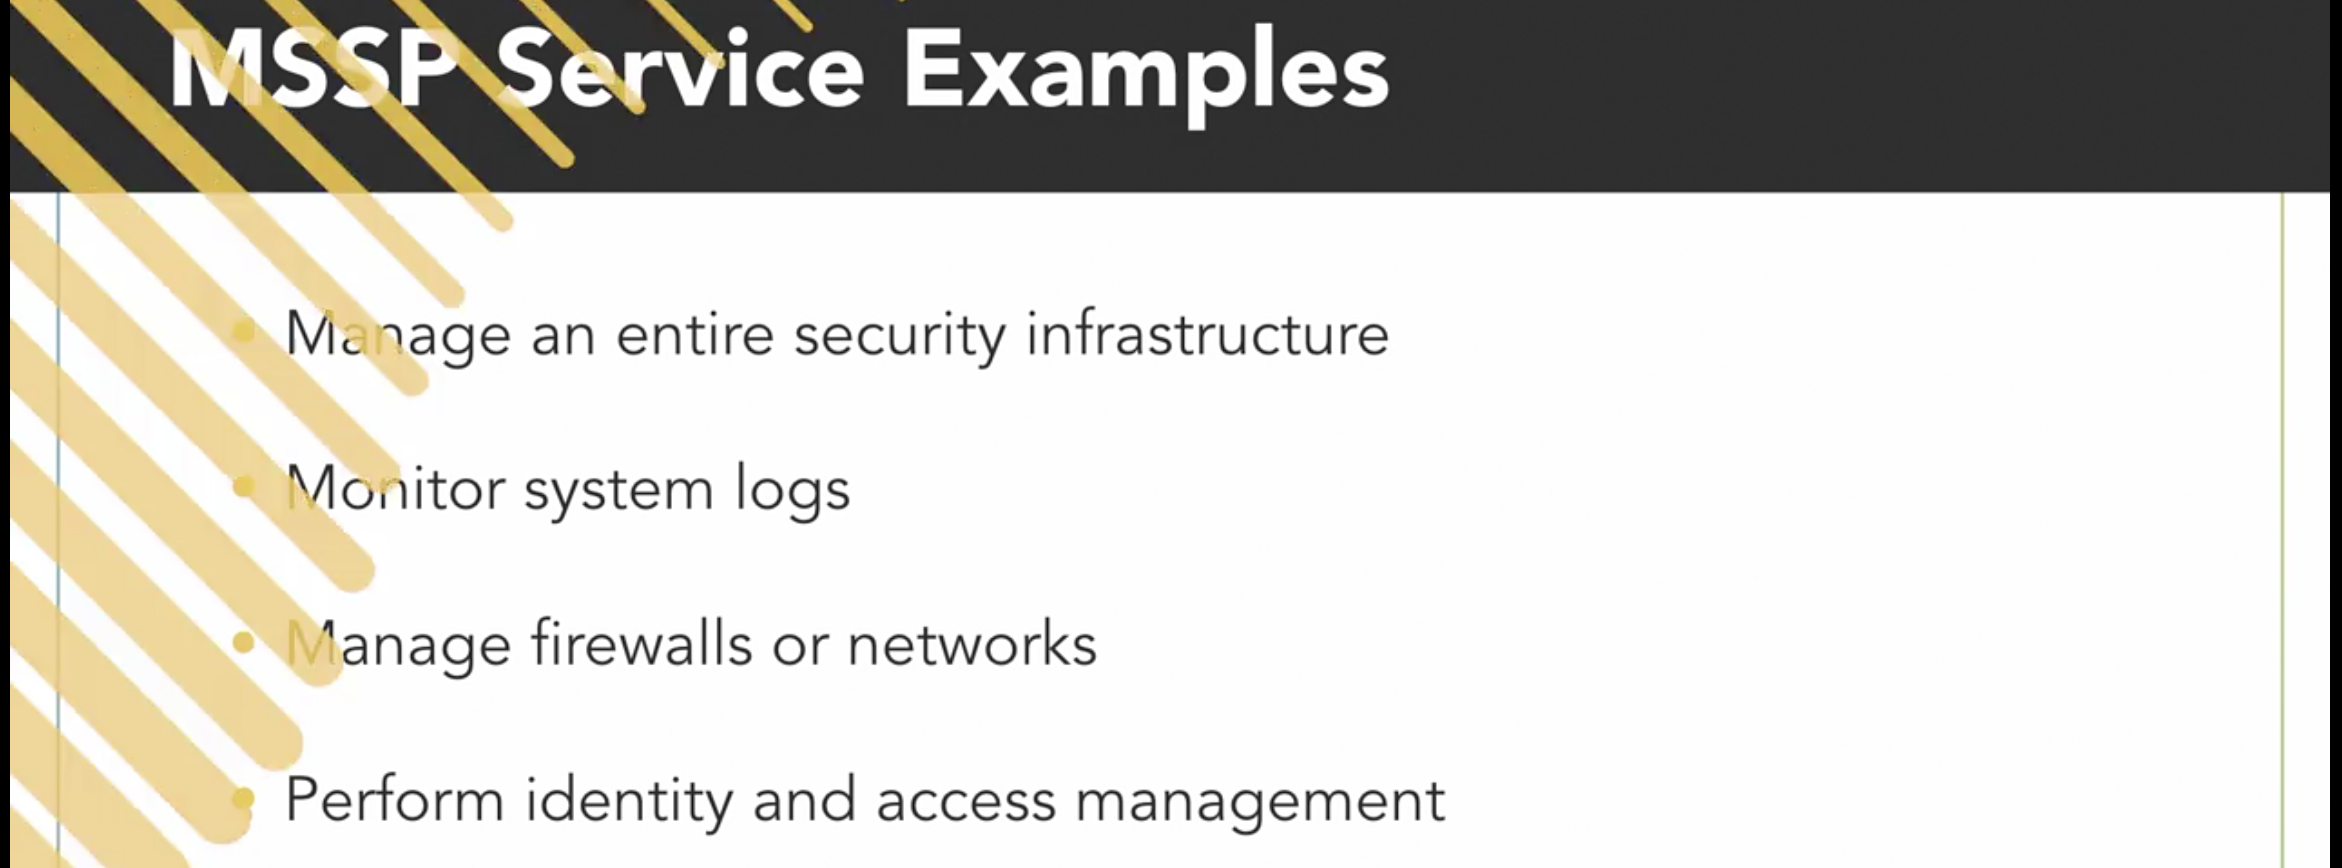 MSSP Service Examples
• Manage an entire security infrastructure
• Monitor system logs
• Manage firewalls or networks
• Perform identity and access management